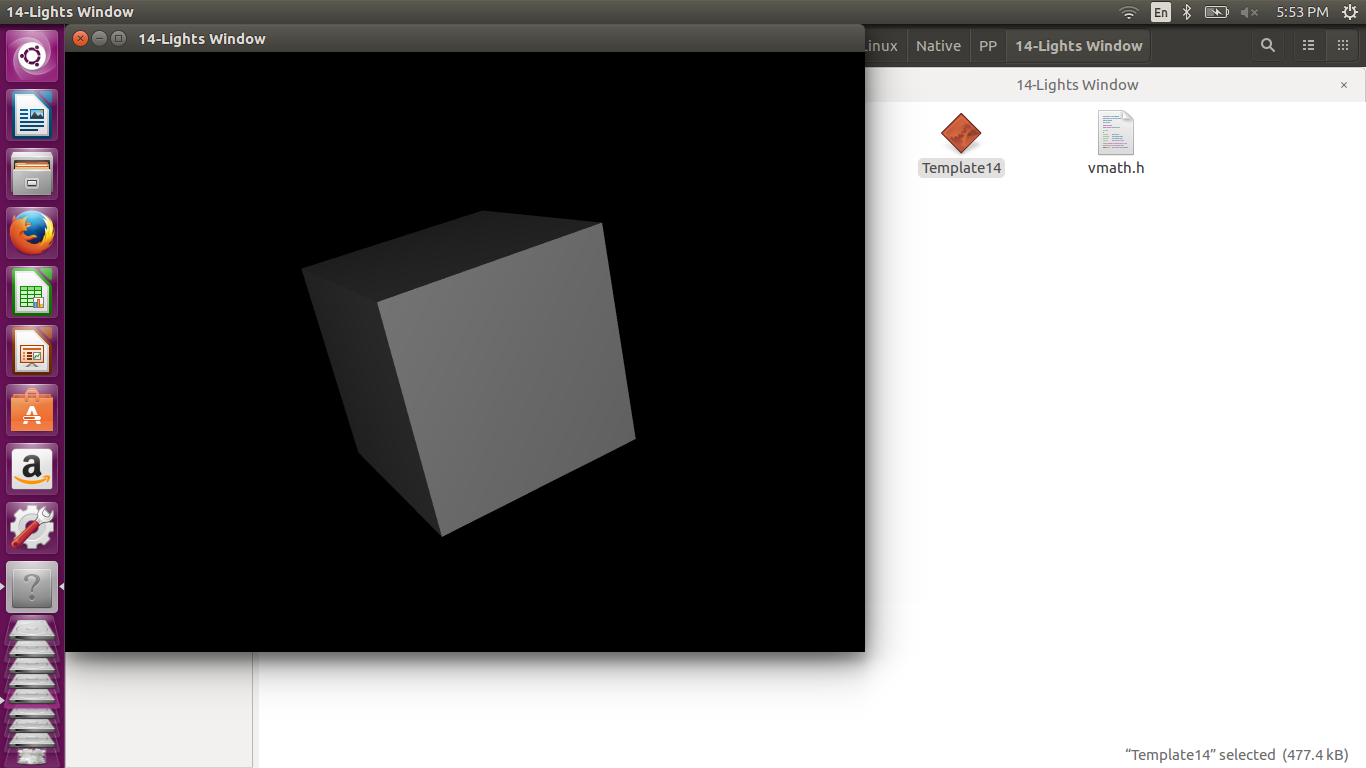 14-Lights Window
En
5:53 PM
14-Lights Window
inux
Native
PP
14-Lights Window
14-Lights Window
Template14
vmath.h
a
?
“Template14” selected (477.4 kB)